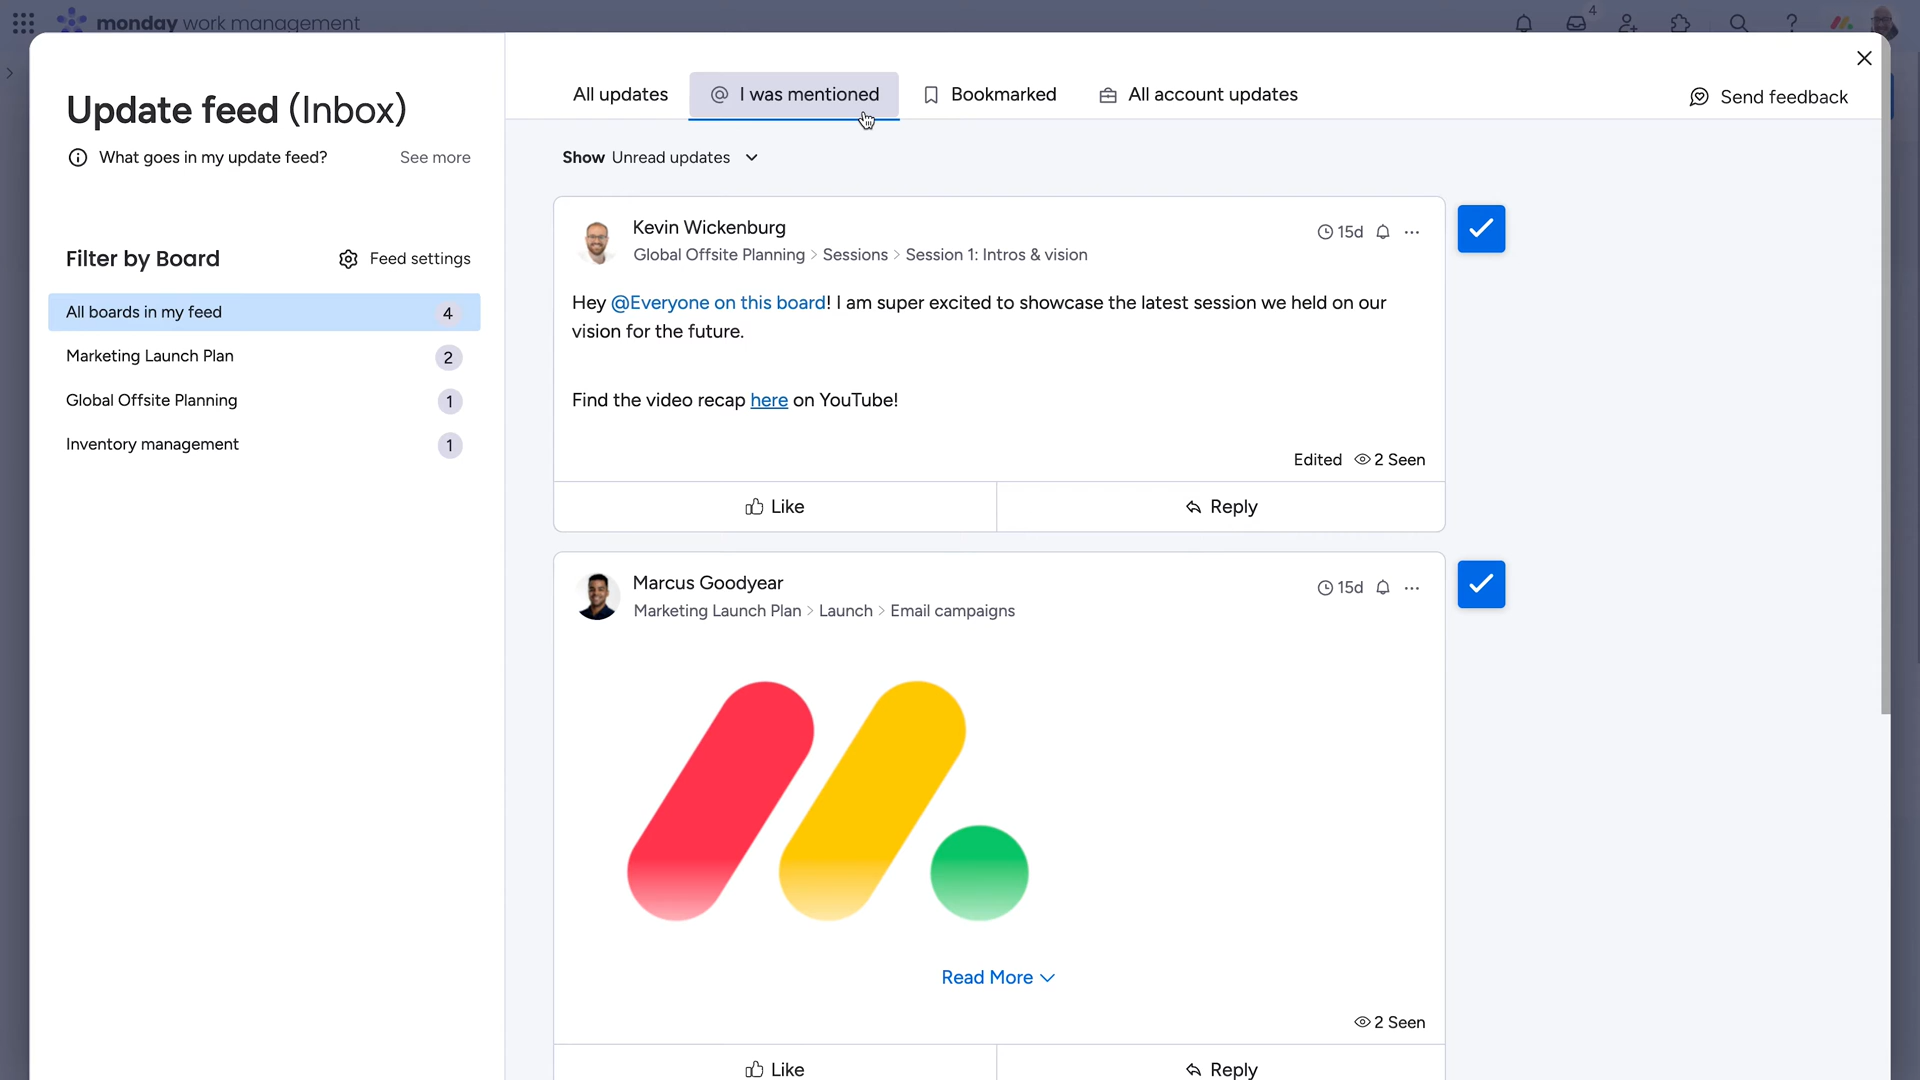 monday work management
4
Update feed (Inbox)
What goes in my update feed? See more
Filter by Board Feed settings
All boards in my feed 4
Marketing Launch Plan 2
Global Offsite Planning 1
Inventory management 1
All updates I was mentioned Bookmarked All account updates
Send feedback
Show Unread updates
Kevin Wickenburg
15d
Global Offsite Planning > Sessions > Session 1: Intros & vision
Hey @Everyone on this board! I am super excited to showcase the latest session we held on our
vision for the future.
Find the video recap here on YouTube!
Edited 2 Seen
Like Reply
Marcus Goodyear
15d
Marketing Launch Plan > Launch > Email campaigns
Read More
2 Seen
Like Reply